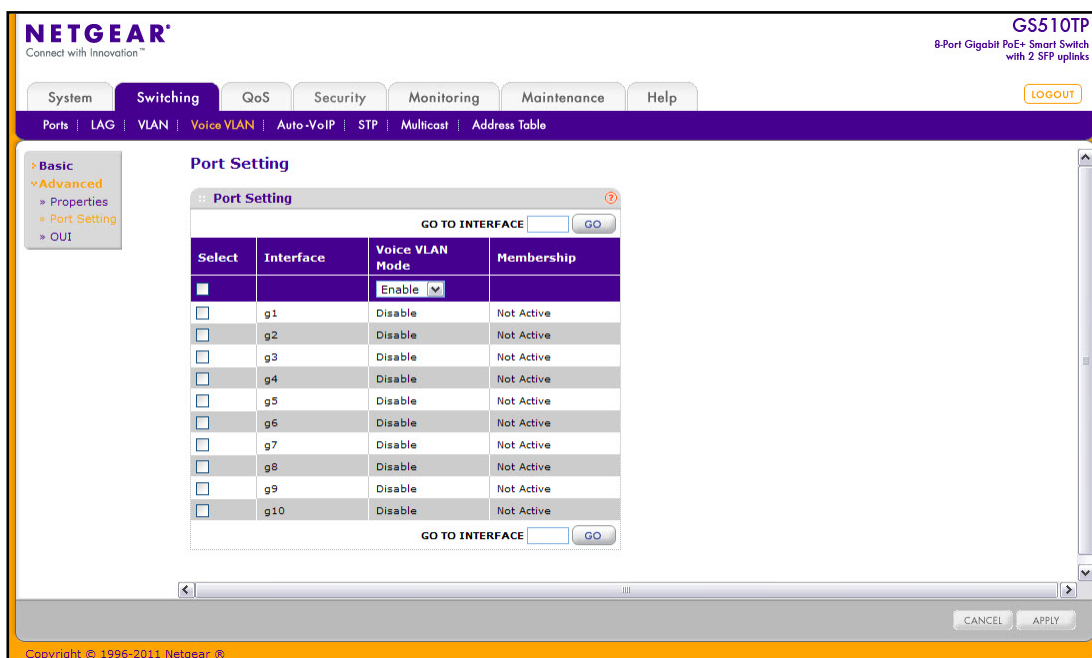 NETGEAR®
Connect with Innovation™
GS510TP
8-Port Gigabit PoE+ Smart Switch
with 2 SFP uplinks
System Switching QoS Security Monitoring Maintenance Help
LOGOUT
Ports LAG VLAN Voice VLAN Auto-VoIP STP Multicast Address Table
Basic
Advanced
» Properties
» Port Setting
» OUI
Port Setting
Port Setting ?
GO TO INTERFACE GO
Select Interface Voice VLAN Mode Membership
Enable
g1 Disable Not Active
g2 Disable Not Active
g3 Disable Not Active
g4 Disable Not Active
g5 Disable Not Active
g6 Disable Not Active
g7 Disable Not Active
g8 Disable Not Active
g9 Disable Not Active
g10 Disable Not Active
GO TO INTERFACE GO
CANCEL APPLY
Copyright © 1996-2011 Netgear ®